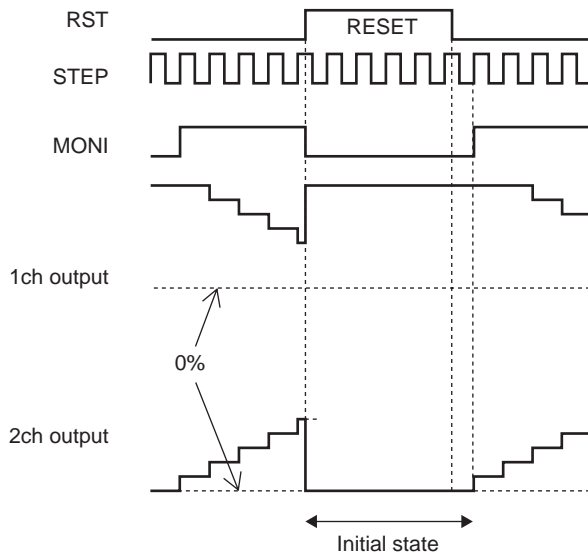 RST
RESET
STEP
MONI
1ch output
0%
2ch output
Initial state